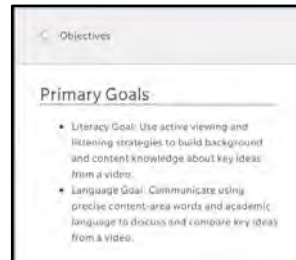 Objectives
Primary Goals
• Literacy Goal: Use active viewing and
listening strategies to build background
and content knowledge about key ideas
from a video.
• Language Goal: Communicate using
precise content-area words and academic
language to discuss and compare key ideas
from a video.